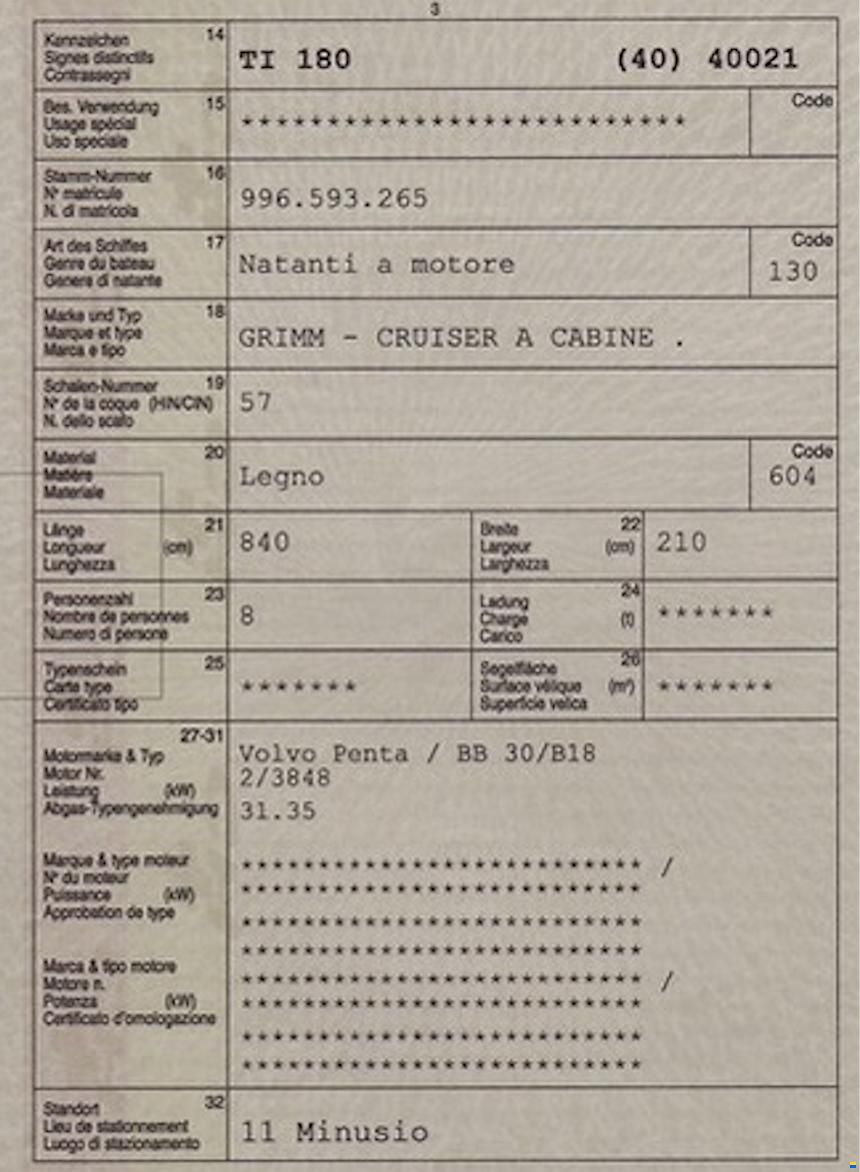 3
Kennzeichen 14
Signes distinctifs
Contrassegni
TI 180 (40) 40021
Bes. Verwendung 15
Usage spécial
Uso speciale
***************************
Code
Stamm-Nummer 16
N° matricule
N. di matricola
996.593.265
Art des Schiffes 17
Genre du bateau
Genere di natante
Natanti a motore
Code
130
Marke und Typ 18
Marque et type
Marca e tipo
GRIMM - CRUISER A CABINE .
Schalen-Nummer 19
N° de la coque (HIN/CIN)
N. dello scafo
57
Material 20
Matière
Materiale
Legno
Code
604
Länge 21
Longueur (cm)
Lunghezza
840
Breite 22
Largeur (cm)
Larghezza
210
Personenzahl 23
Nombre de personnes
Numero di persone
8
Ladung 24
Charge (t)
Carico
*******
Typenschein 25
Carte type
Certificato tipo
*******
Segelfläche 26
Surface vélique (m²)
Superficie velica
*******
27-31
Motormarke & Typ
Motor Nr.
Leistung (kW)
Abgas-Typengenehmigung
Volvo Penta / BB 30/B18
2/3848
31.35
Marque & type moteur
N° du moteur
Puissance (kW)
Approbation de type
************************ /
************************
************************
************************
Marca & tipo motore
Motore n.
Potenza (kW)
Certificato d'omologazione
************************ /
************************
************************
************************
Standort 32
Lieu de stationnement
Luogo di stazionamento
11 Minusio